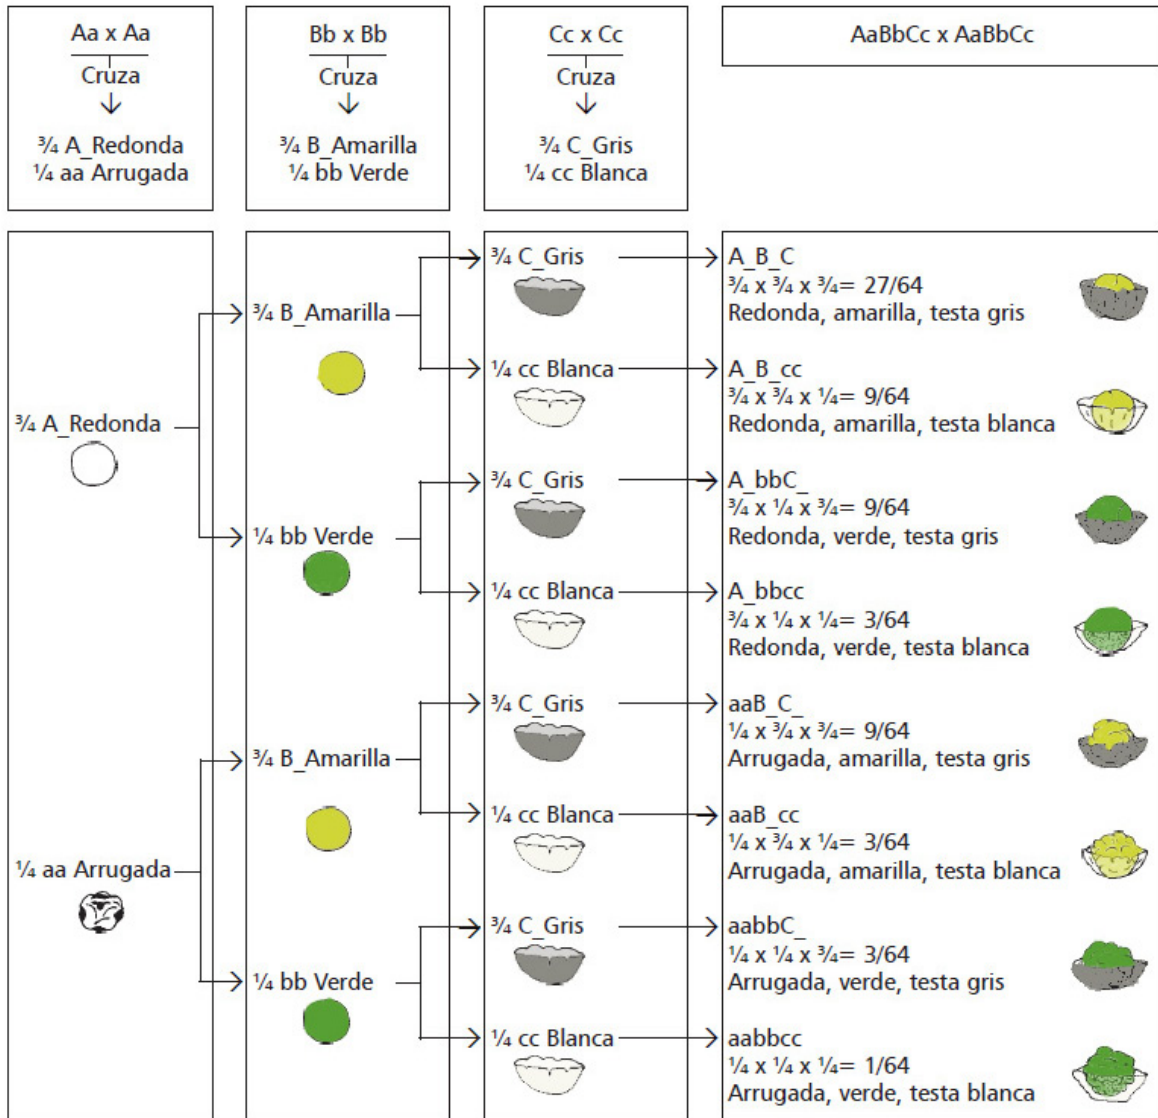 Aa x Aa
Cruza
¾ A_Redonda
¼ aa Arrugada
Bb x Bb
Cruza
¾ B_Amarilla
¼ bb Verde
Cc x Cc
Cruza
¾ C_Gris
¼ cc Blanca
AaBbCc x AaBbCc
¾ A_Redonda
¼ aa Arrugada
¾ B_Amarilla
¼ bb Verde
¾ B_Amarilla
¼ bb Verde
¾ C_Gris
¼ cc Blanca
¾ C_Gris
¼ cc Blanca
¾ C_Gris
¼ cc Blanca
¾ C_Gris
¼ cc Blanca
A_B_C
¾ x ¾ x ¾= 27/64
Redonda, amarilla, testa gris
A_B_cc
¾ x ¾ x ¼= 9/64
Redonda, amarilla, testa blanca
A_bbC_
¾ x ¼ x ¾= 9/64
Redonda, verde, testa gris
A_bbcc
¾ x ¼ x ¼= 3/64
Redonda, verde, testa blanca
aaB_C_
¼ x ¾ x ¾= 9/64
Arrugada, amarilla, testa gris
aaB_cc
¼ x ¾ x ¼= 3/64
Arrugada, amarilla, testa blanca
aabbC_
¼ x ¼ x ¾= 3/64
Arrugada, verde, testa gris
aabbcc
¼ x ¼ x ¼= 1/64
Arrugada, verde, testa blanca